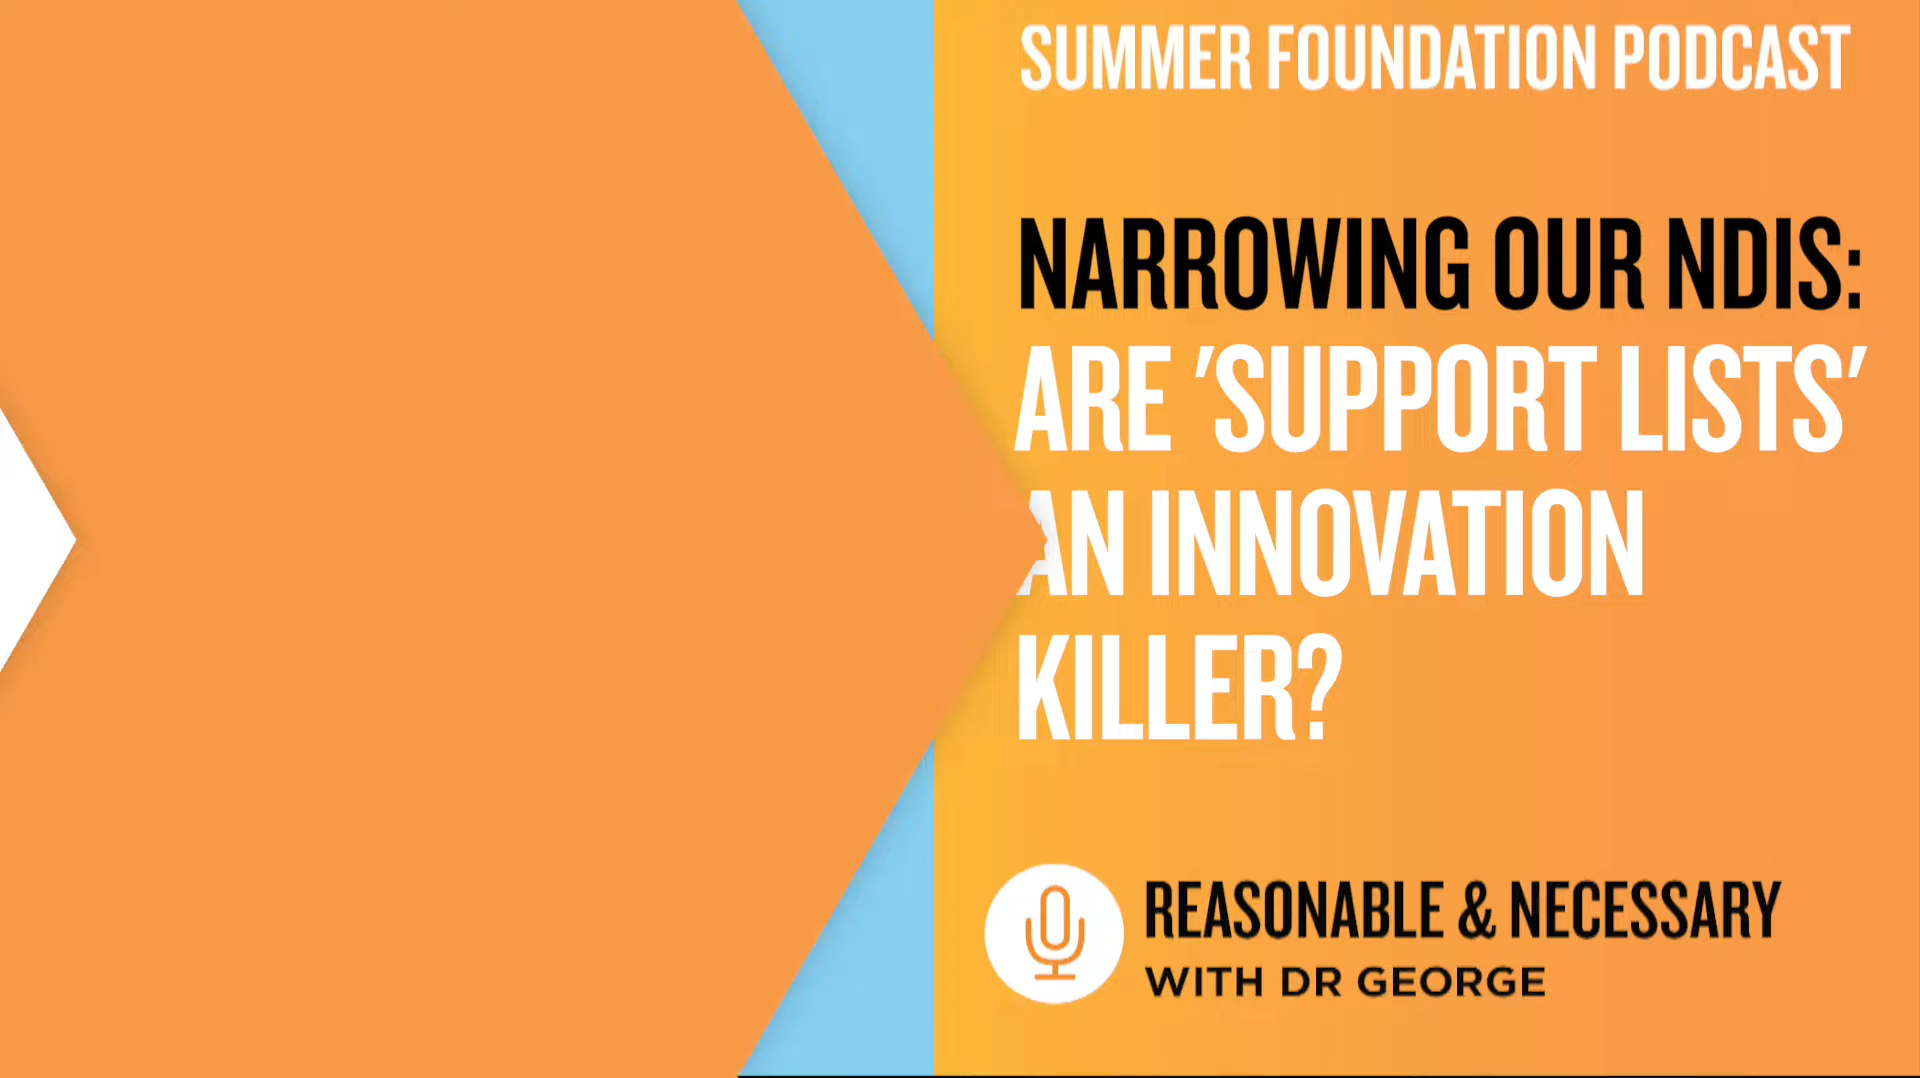 SUMMER FOUNDATION PODCAST
NARROWING OUR NDIS:
ARE 'SUPPORT LISTS'
AN INNOVATION
KILLER?
REASONABLE & NECESSARY
WITH DR GEORGE